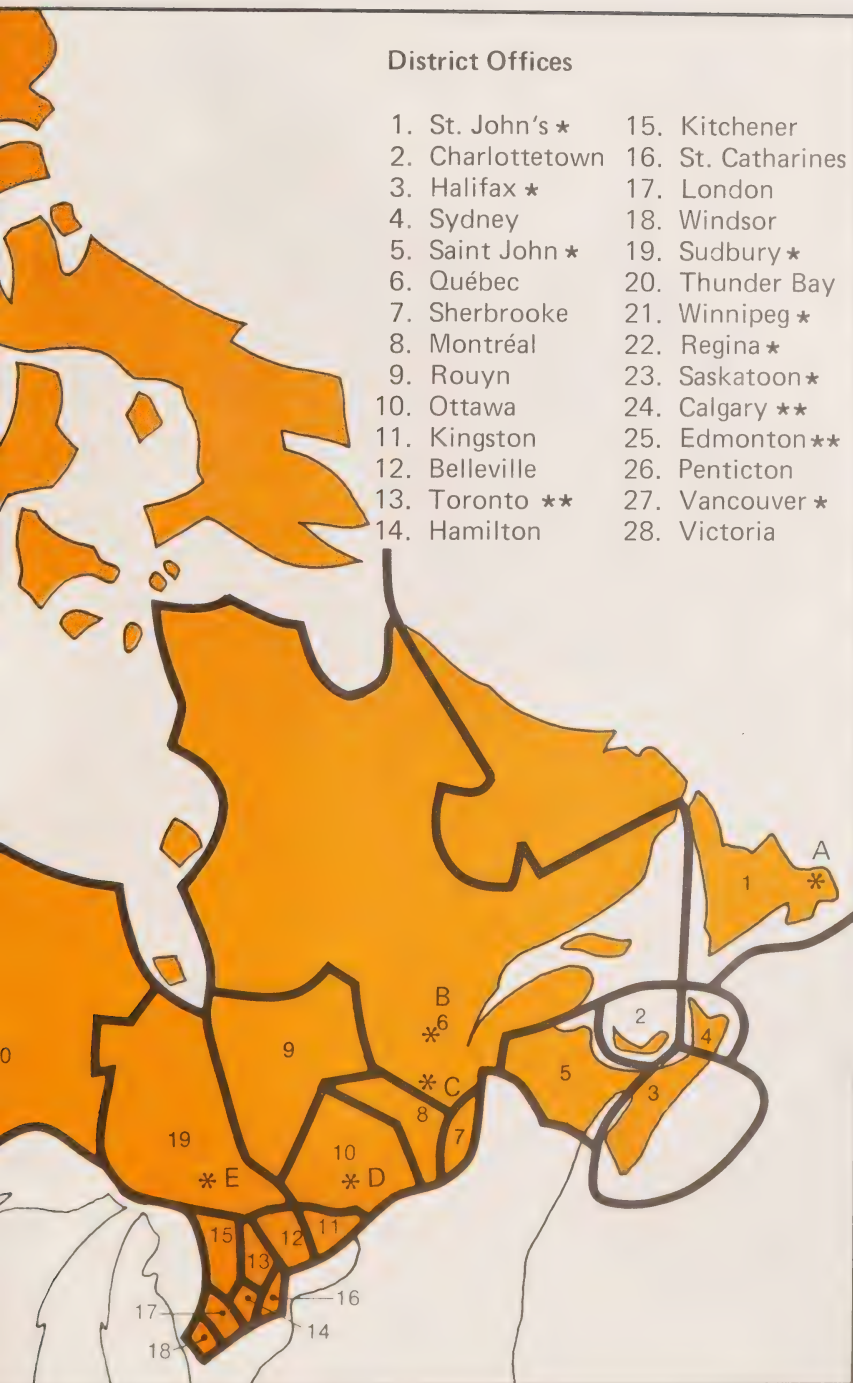 District Offices
1. St. John's ★
2. Charlottetown
3. Halifax ★
4. Sydney
5. Saint John ★
6. Québec
7. Sherbrooke
8. Montréal
9. Rouyn
10. Ottawa
11. Kingston
12. Belleville
13. Toronto ★★
14. Hamilton
15. Kitchener
16. St. Catharines
17. London
18. Windsor
19. Sudbury ★
20. Thunder Bay
21. Winnipeg ★
22. Regina ★
23. Saskatoon ★
24. Calgary ★★
25. Edmonton ★★
26. Penticton
27. Vancouver ★
28. Victoria
A
1 *
B
* 6
2
4
0
9
* C
5
3
8
7
19
10
* E
* D
15
12
11
13
17
16
14
18